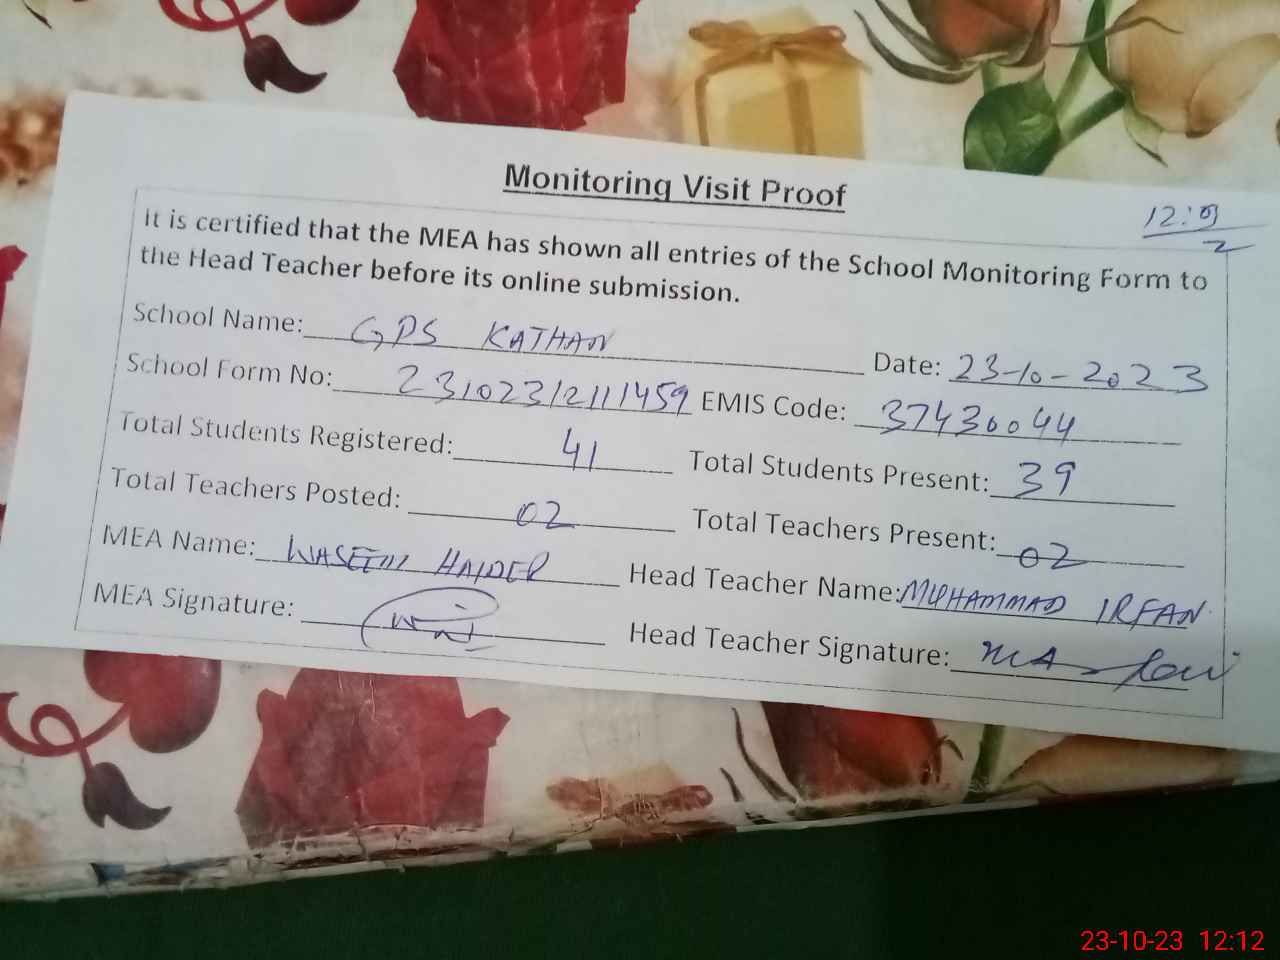 Monitoring Visit Proof
12:09
2
It is certified that the MEA has shown all entries of the School Monitoring Form to
the Head Teacher before its online submission.
School Name: GPS KATHAN Date: 23-10-2023
School Form No: 23102312111459 EMIS Code: 37430044
Total Students Registered: 41 Total Students Present: 39
Total Teachers Posted: 02 Total Teachers Present: 02
MEA Name: WASEEM HAIDER Head Teacher Name: MUHAMMAD IRFAN
MEA Signature: Head Teacher Signature:
23-10-23 12:12